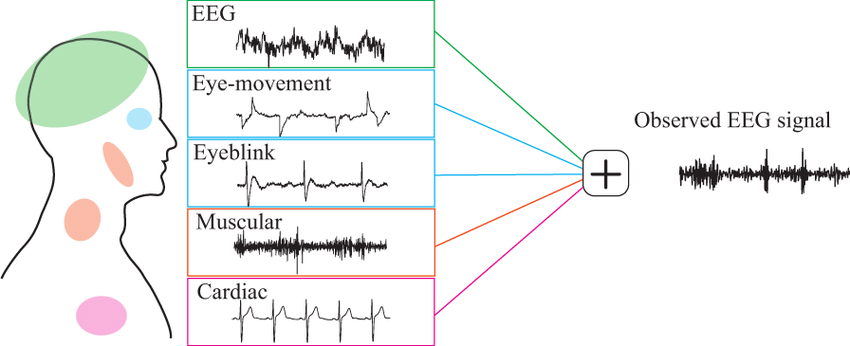 EEG
Eye-movement
Eyeblink
Muscular
Cardiac
+
Observed EEG signal